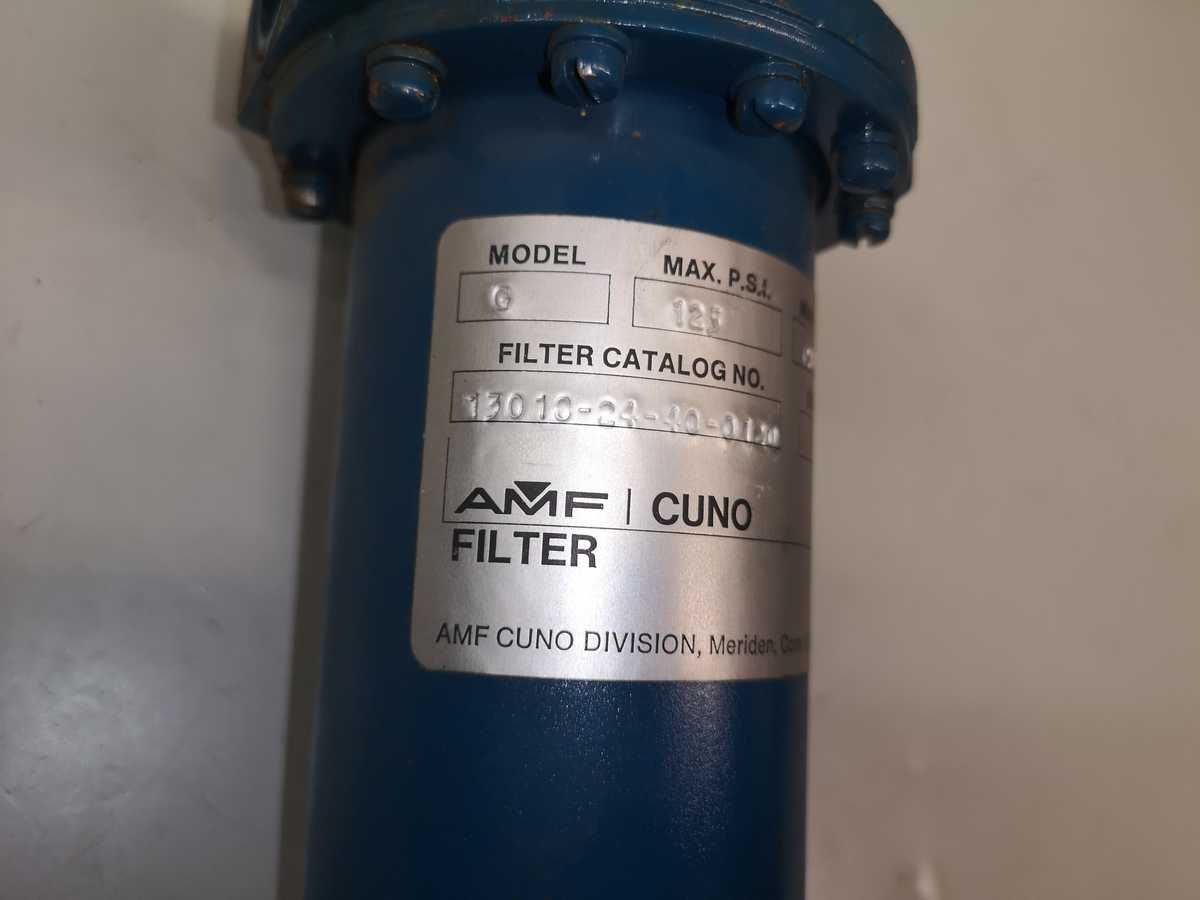 MODEL
MAX. P.S.I.
G
125
FILTER CATALOG NO.
AMF | CUNO
FILTER
AMF CUNO DIVISION, Meriden,